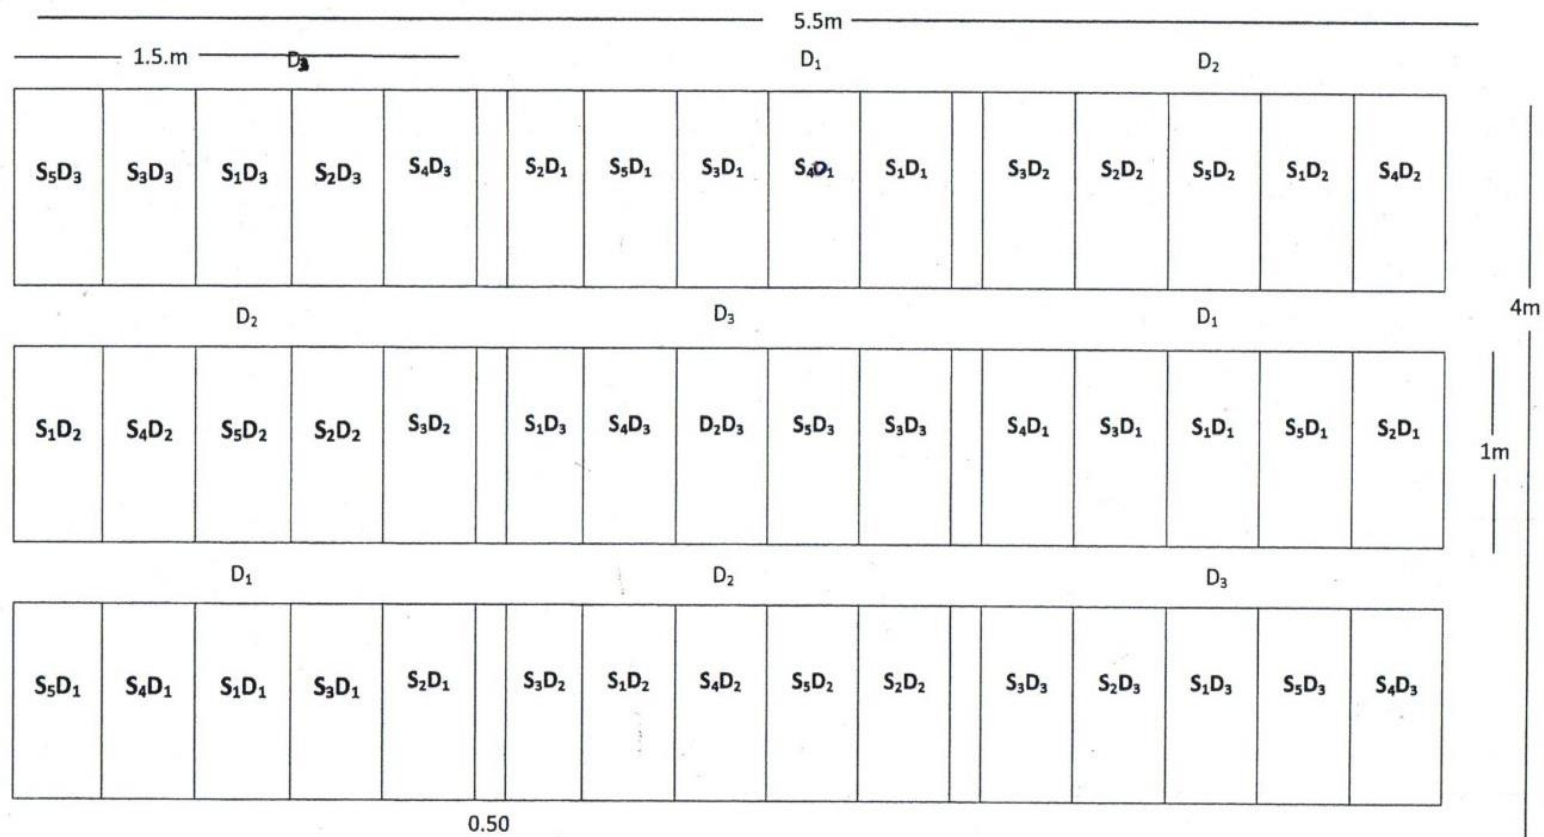 5.5m
1.5.m D₃ D₁ D₂
S₅D₃ S₃D₃ S₁D₃ S₂D₃ S₄D₃ S₂D₁ S₅D₁ S₃D₁ S₄D₁ S₁D₁ S₃D₂ S₂D₂ S₅D₂ S₁D₂ S₄D₂
D₂ D₃ D₁
4m
S₁D₂ S₄D₂ S₅D₂ S₂D₂ S₃D₂ S₁D₃ S₄D₃ D₂D₃ S₅D₃ S₃D₃ S₄D₁ S₃D₁ S₁D₁ S₅D₁ S₂D₁
1m
D₁ D₂ D₃
S₅D₁ S₄D₁ S₁D₁ S₃D₁ S₂D₁ S₃D₂ S₁D₂ S₄D₂ S₅D₂ S₂D₂ S₃D₃ S₂D₃ S₁D₃ S₅D₃ S₄D₃
0.50